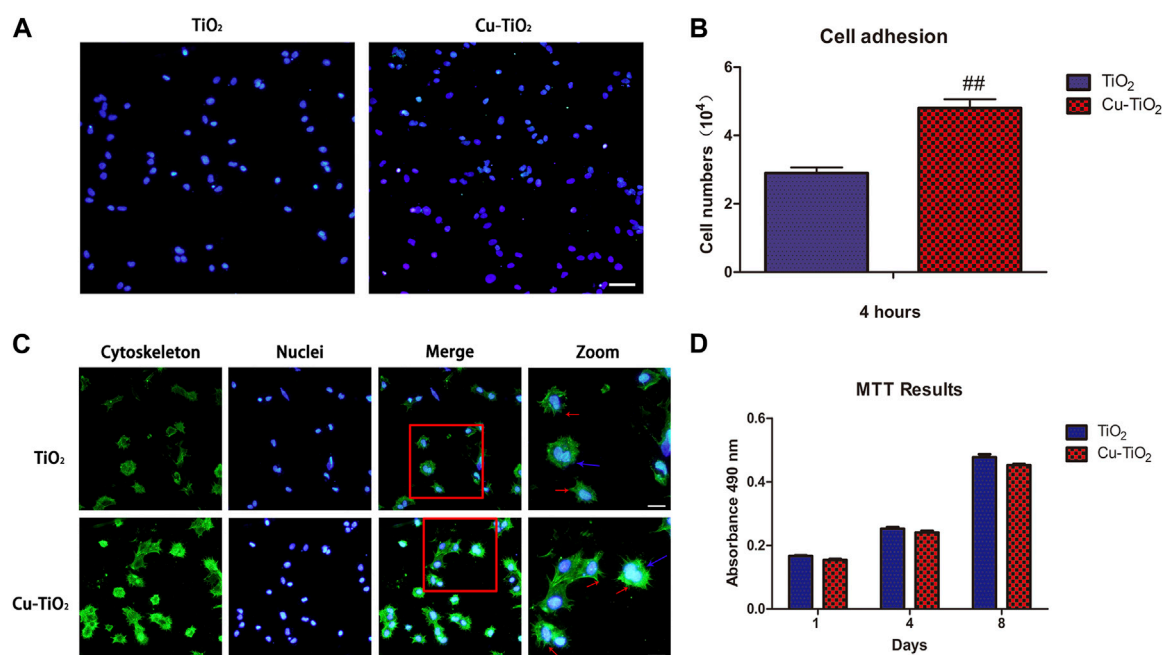 A
TiO₂
Cu-TiO₂
B
Cell adhesion
Cell numbers（10⁴）
6
4
2
0
##
4 hours
TiO₂
Cu-TiO₂
C
Cytoskeleton
Nuclei
Merge
Zoom
TiO₂
Cu-TiO₂
D
MTT Results
Absorbance 490 nm
0.6
0.4
0.2
0.0
1
4
8
Days
TiO₂
Cu-TiO₂